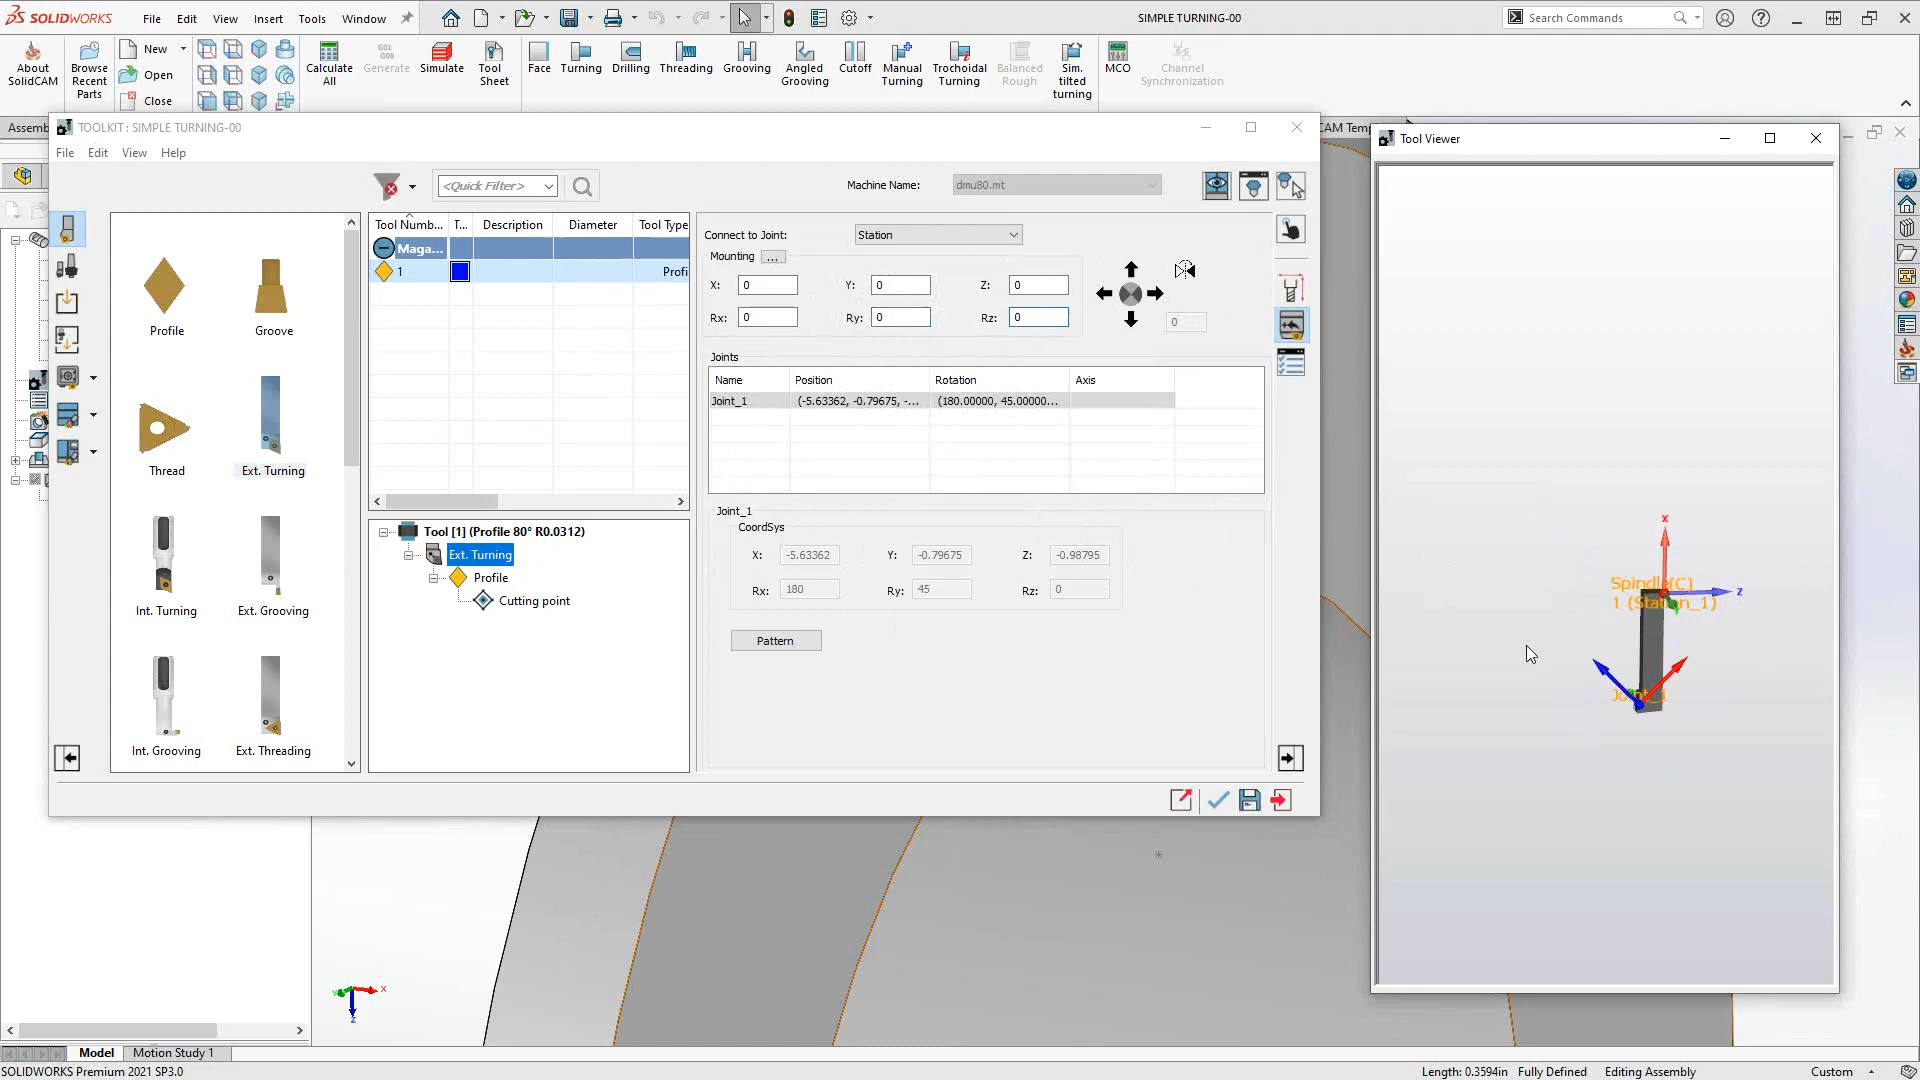 SOLIDWORKS
File Edit View Insert Tools Window
SIMPLE TURNING-00
Search Commands
About SolidCAM
Browse Recent Parts
New
Open
Close
Calculate All
G01
G00
Generate
Simulate
Tool Sheet
Face
Turning
Drilling
Threading
Grooving
Angled Grooving
Cutoff
Manual Turning
Trochoidal Turning
Balanced Rough
Sim. tilted turning
MCO
Channel Synchronization
Assemb
TOOLKIT : SIMPLE TURNING-00
CAM Temp
Tool Viewer
File Edit View Help
<Quick Filter>
Machine Name: dmu80.mt
Profile
Groove
Thread
Ext. Turning
Int. Turning
Ext. Grooving
Int. Grooving
Ext. Threading
Tool Numb... T... Description Diameter Tool Type
Maga...
1 Profi
Tool [1] (Profile 80° R0.0312)
Ext. Turning
Profile
Cutting point
Connect to Joint: Station
Mounting ...
X: 0 Y: 0 Z: 0
Rx: 0 Ry: 0 Rz: 0
0
Joints
Name Position Rotation Axis
Joint_1 (-5.63362, -0.79675, -... (180.00000, 45.00000...
Joint_1
CoordSys
X: -5.63362 Y: -0.79675 Z: -0.98795
Rx: 180 Ry: 45 Rz: 0
Pattern
x
Spindle(C)
z
1 (Station_1)
Joint_1
Y
X
Z
Model Motion Study 1
SOLIDWORKS Premium 2021 SP3.0
Length: 0.3594in Fully Defined Editing Assembly Custom